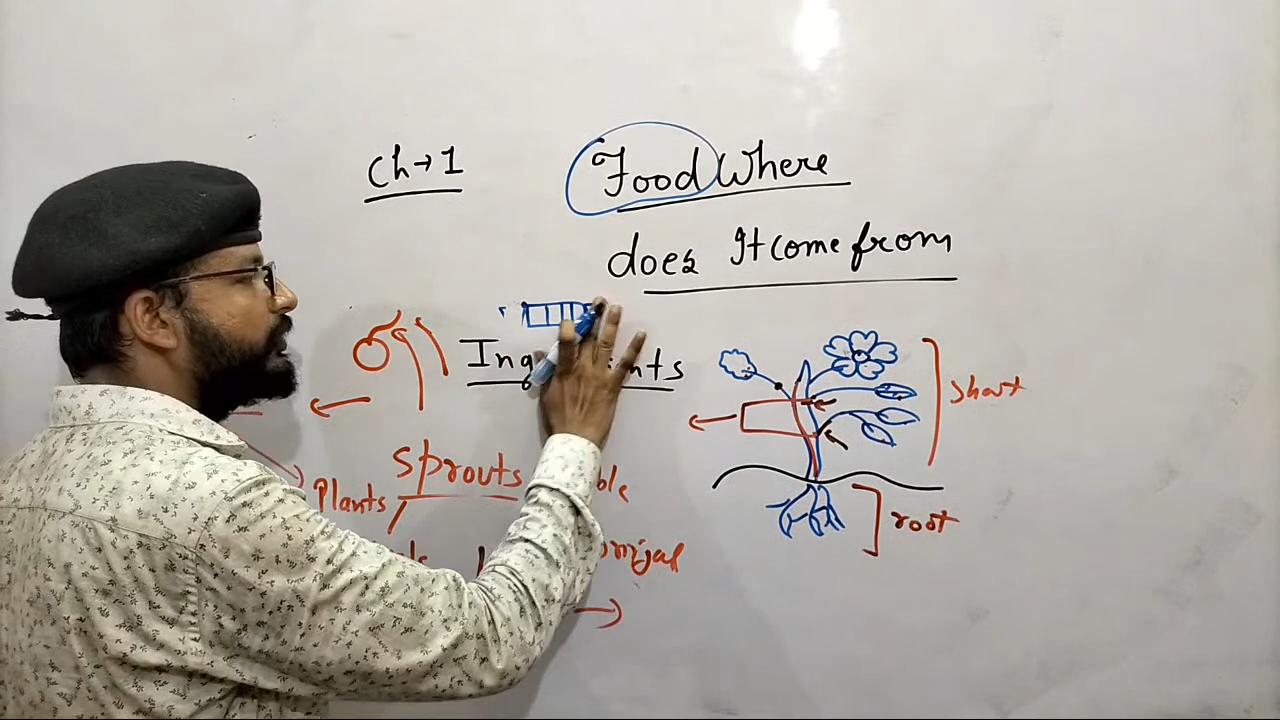 Ch → 1
Food Where
does It come from
Ing nts
Shoot
Sprouts
Plants
root